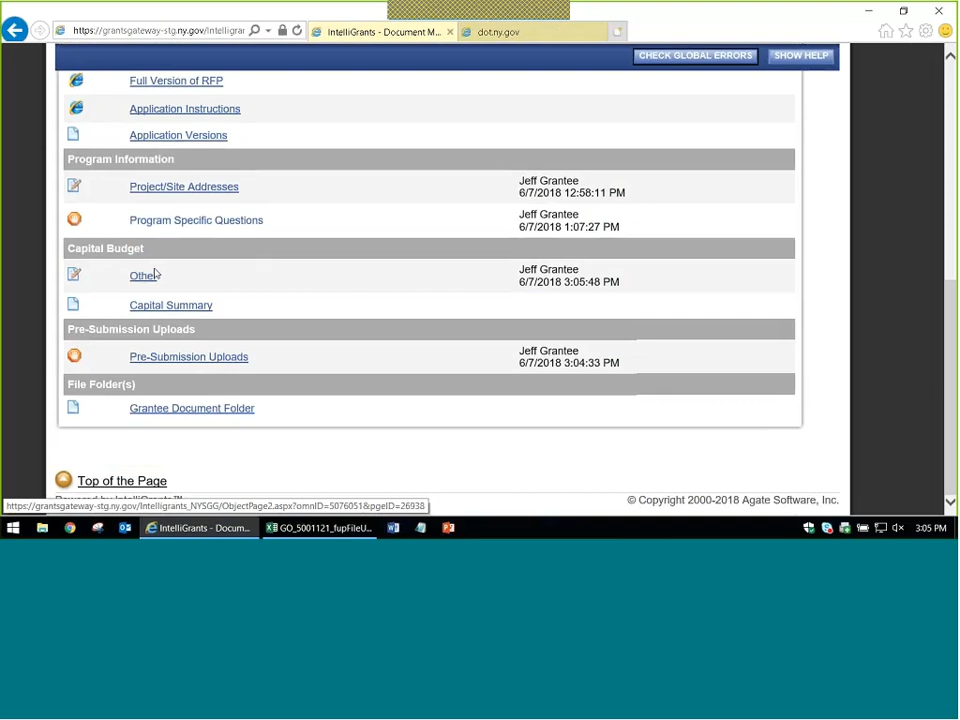 https://grantsgateway-stg.ny.gov/Intelligrar
IntelliGrants - Document M...
dot.ny.gov
CHECK GLOBAL ERRORS
SHOW HELP
Full Version of RFP
Application Instructions
Application Versions
Program Information
Project/Site Addresses
Jeff Grantee
6/7/2018 12:58:11 PM
Program Specific Questions
Jeff Grantee
6/7/2018 1:07:27 PM
Capital Budget
Other
Jeff Grantee
6/7/2018 3:05:48 PM
Capital Summary
Pre-Submission Uploads
Pre-Submission Uploads
Jeff Grantee
6/7/2018 3:04:33 PM
File Folder(s)
Grantee Document Folder
Top of the Page
Powered by IntelliGrants™
© Copyright 2000-2018 Agate Software, Inc.
https://grantsgateway-stg.ny.gov/Intelligrants_NYSGG/ObjectPage2.aspx?omnID=5076051&pgeID=26938
IntelliGrants - Docum...
GO_5001121_fupFileU...
3:05 PM